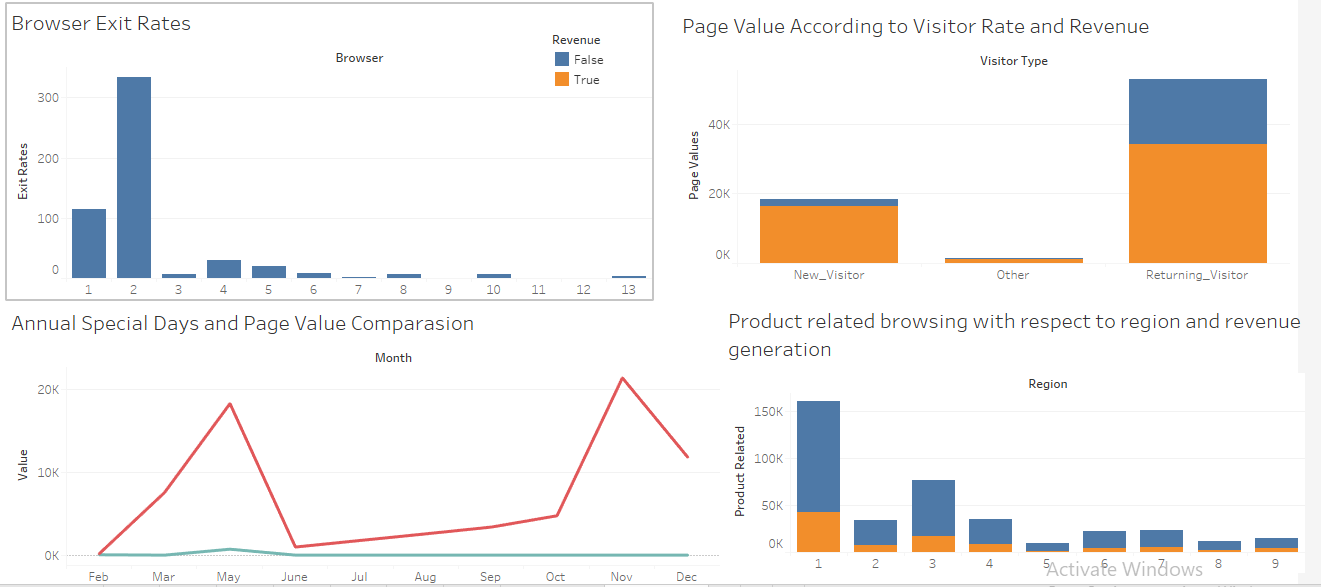 Browser Exit Rates
Revenue
False
True
Browser
Exit Rates
300
200
100
0
1 2 3 4 5 6 7 8 9 10 11 12 13
Page Value According to Visitor Rate and Revenue
Visitor Type
Page Values
40K
20K
0K
New_Visitor Other Returning_Visitor
Annual Special Days and Page Value Comparasion
Month
Value
20K
10K
0K
Feb Mar May June Jul Aug Sep Oct Nov Dec
Product related browsing with respect to region and revenue
generation
Region
Product Related
150K
100K
50K
0K
1 2 3 4 5 6 7 8 9
Activate Windows